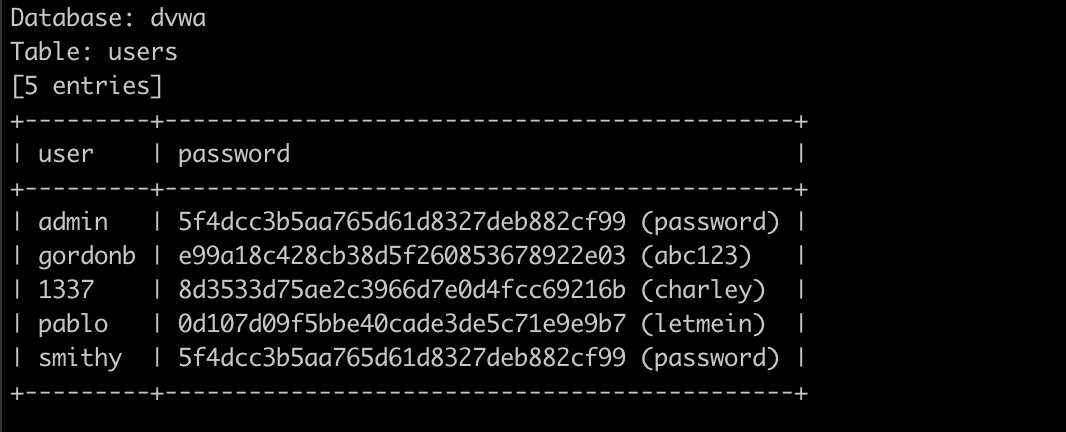 Database: dvwa
Table: users
[5 entries]
+---------+---------------------------------------------+
| user    | password                                    |
+---------+---------------------------------------------+
| admin   | 5f4dcc3b5aa765d61d8327deb882cf99 (password) |
| gordonb | e99a18c428cb38d5f260853678922e03 (abc123)   |
| 1337    | 8d3533d75ae2c3966d7e0d4fcc69216b (charley)  |
| pablo   | 0d107d09f5bbe40cade3de5c71e9e9b7 (letmein)  |
| smithy  | 5f4dcc3b5aa765d61d8327deb882cf99 (password) |
+---------+---------------------------------------------+